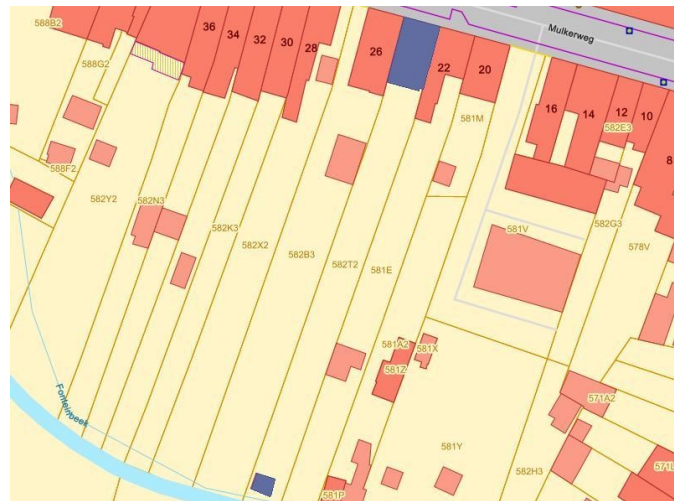 588B2
36
34
32
30
28
26
22
20
Mulkerweg
588G2
16
14
12
10
8
582E3
581M
588F2
582Y2
582N3
582K3
582X2
582B3
582T2
581E
581V
582G3
578V
581A2
581X
581Z
571A2
Fonteinbeek
581Y
582H3
581P